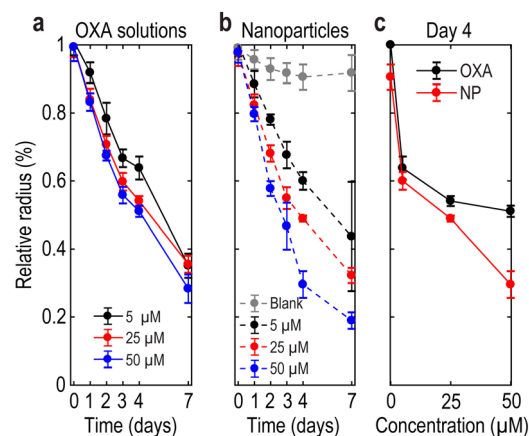 a OXA solutions
b Nanoparticles
c Day 4
Relative radius (%)
1
0.8
0.6
0.4
0.2
0
5 µM
25 µM
50 µM
0 1 2 3 4 7
Time (days)
Blank
5 µM
25 µM
50 µM
0 1 2 3 4 7
Time (days)
OXA
NP
0 25 50
Concentration (µM)